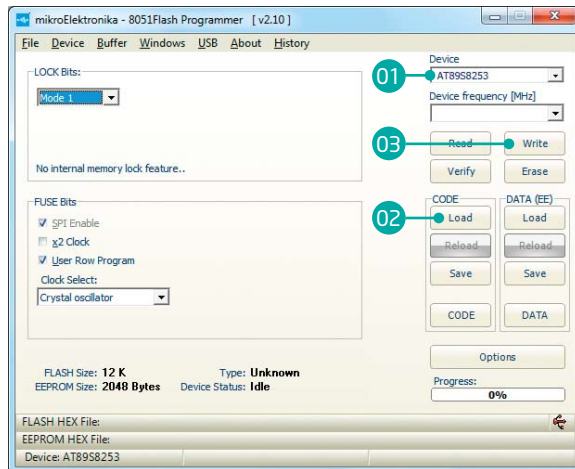 mikroElektronika - 8051Flash Programmer [ v2.10 ]
File Device Buffer Windows USB About History
LOCK Bits:
Mode 1
No internal memory lock feature..
FUSE Bits
SPI Enable
x2 Clock
User Row Program
Clock Select:
Crystal oscillator
FLASH Size: 12 K
Type: Unknown
EEPROM Size: 2048 Bytes
Device Status: Idle
Device
01
AT89S8253
Device frequency [MHz]
03
Read
Write
Verify
Erase
CODE
DATA (EE)
02
Load
Load
Reload
Reload
Save
Save
CODE
DATA
Options
Progress:
0%
FLASH HEX File:
EEPROM HEX File:
Device: AT89S8253